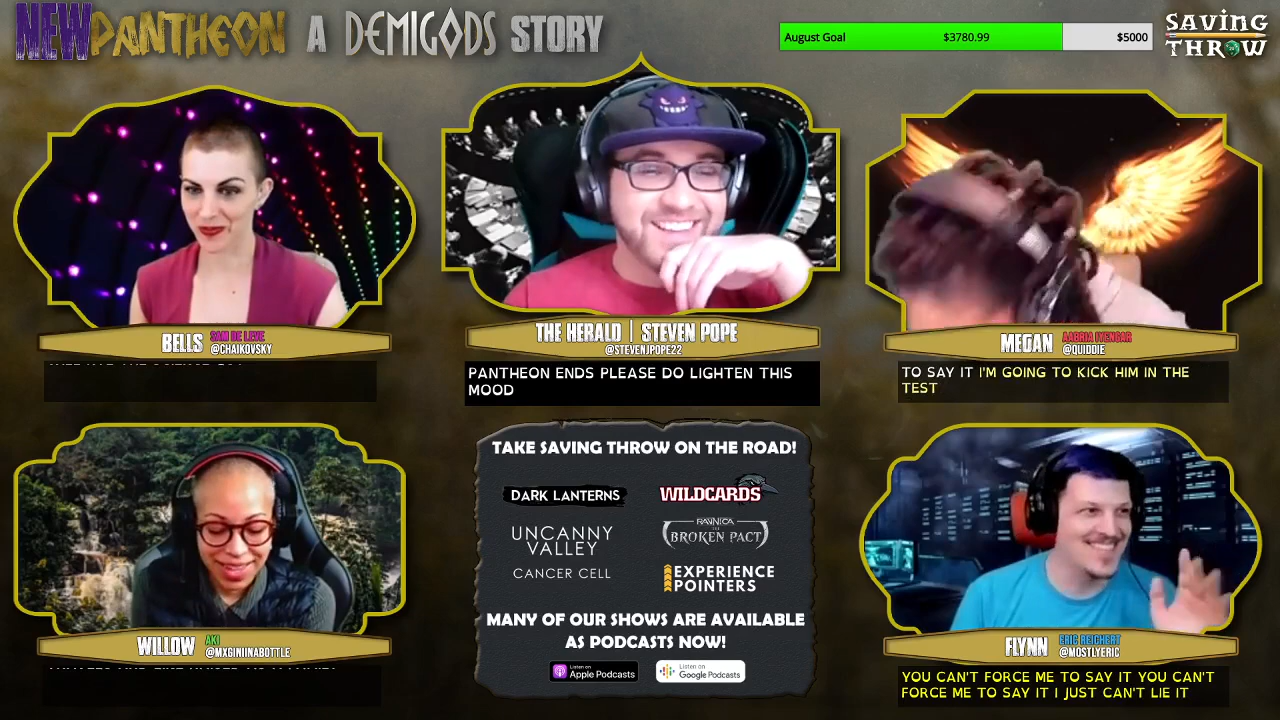 NEW PANTHEON A DEMIGODS STORY
August Goal $3780.99 $5000
SAVING THROW
BELLS SAM DE LEVE
@CHAIKOVSKY
THE HERALD | STEVEN POPE
@STEVENJPOPE22
MEGAN AABRIA IYENGAR
@QUIDDIE
PANTHEON ENDS PLEASE DO LIGHTEN THIS
MOOD
TO SAY IT I'M GOING TO KICK HIM IN THE
TEST
TAKE SAVING THROW ON THE ROAD!
DARK LANTERNS
WILDCARDS
UNCANNY
VALLEY
RAVNICA
BROKEN PACT
CANCER CELL
EXPERIENCE
POINTERS
MANY OF OUR SHOWS ARE AVAILABLE
AS PODCASTS NOW!
Listen on
Apple Podcasts
Listen on
Google Podcasts
WILLOW AKI
@MXGINIINABOTTLE
FLYNN ERIC REICHERT
@MOSTLYERIC
YOU CAN'T FORCE ME TO SAY IT YOU CAN'T
FORCE ME TO SAY IT I JUST CAN'T LIE IT